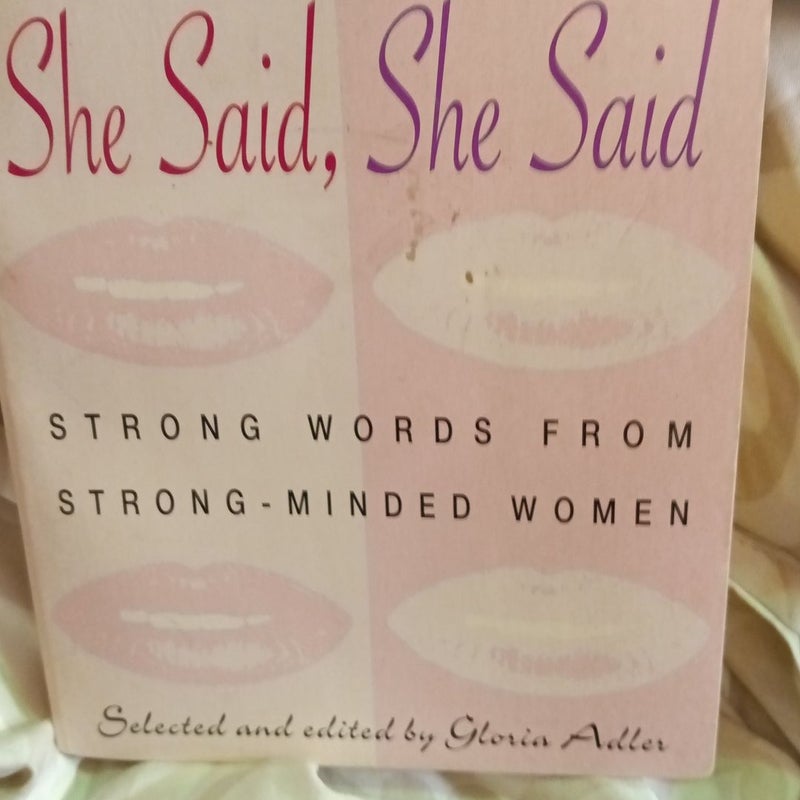 She Said, She Said
STRONG WORDS FROM
STRONG-MINDED WOMEN
Selected and edited by Gloria Adler